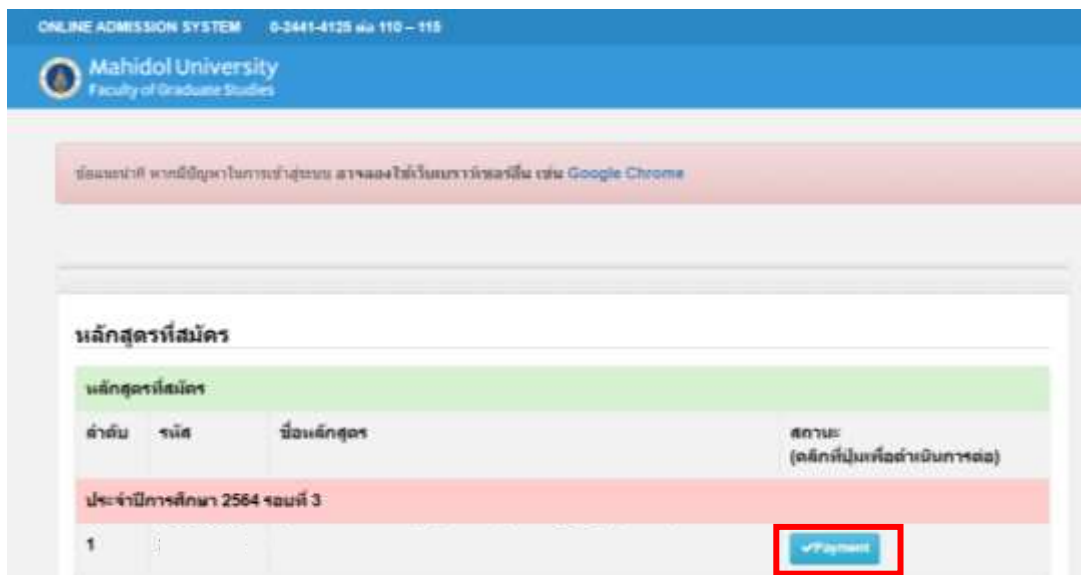 ONLINE ADMISSION SYSTEM 0-2441-4125 ต่อ 110 – 115
Mahidol University
Faculty of Graduate Studies
ข้อแนะนำ!! หากมีปัญหาในการเข้าสู่ระบบ อาจลองใช้เว็บเบราว์เซอร์อื่น เช่น Google Chrome
หลักสูตรที่สมัคร
หลักสูตรที่สมัคร
ลำดับ รหัส ชื่อหลักสูตร สถานะ
(คลิกที่ปุ่มเพื่อดำเนินการต่อ)
ประจำปีการศึกษา 2564 รอบที่ 3
1 ✓Payment